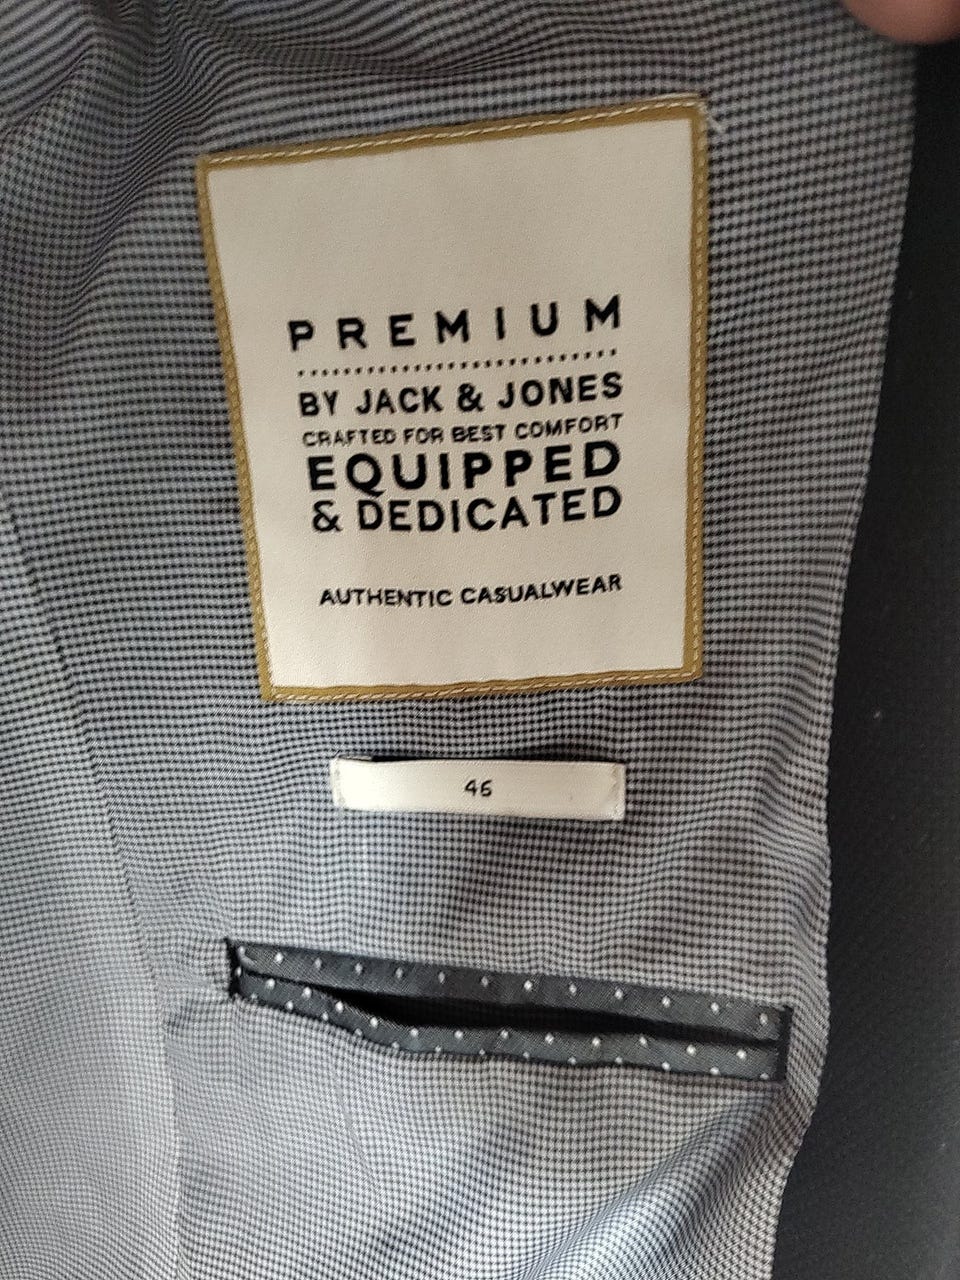 PREMIUM
BY JACK & JONES
CRAFTED FOR BEST COMFORT
EQUIPPED
& DEDICATED
AUTHENTIC CASUALWEAR
46